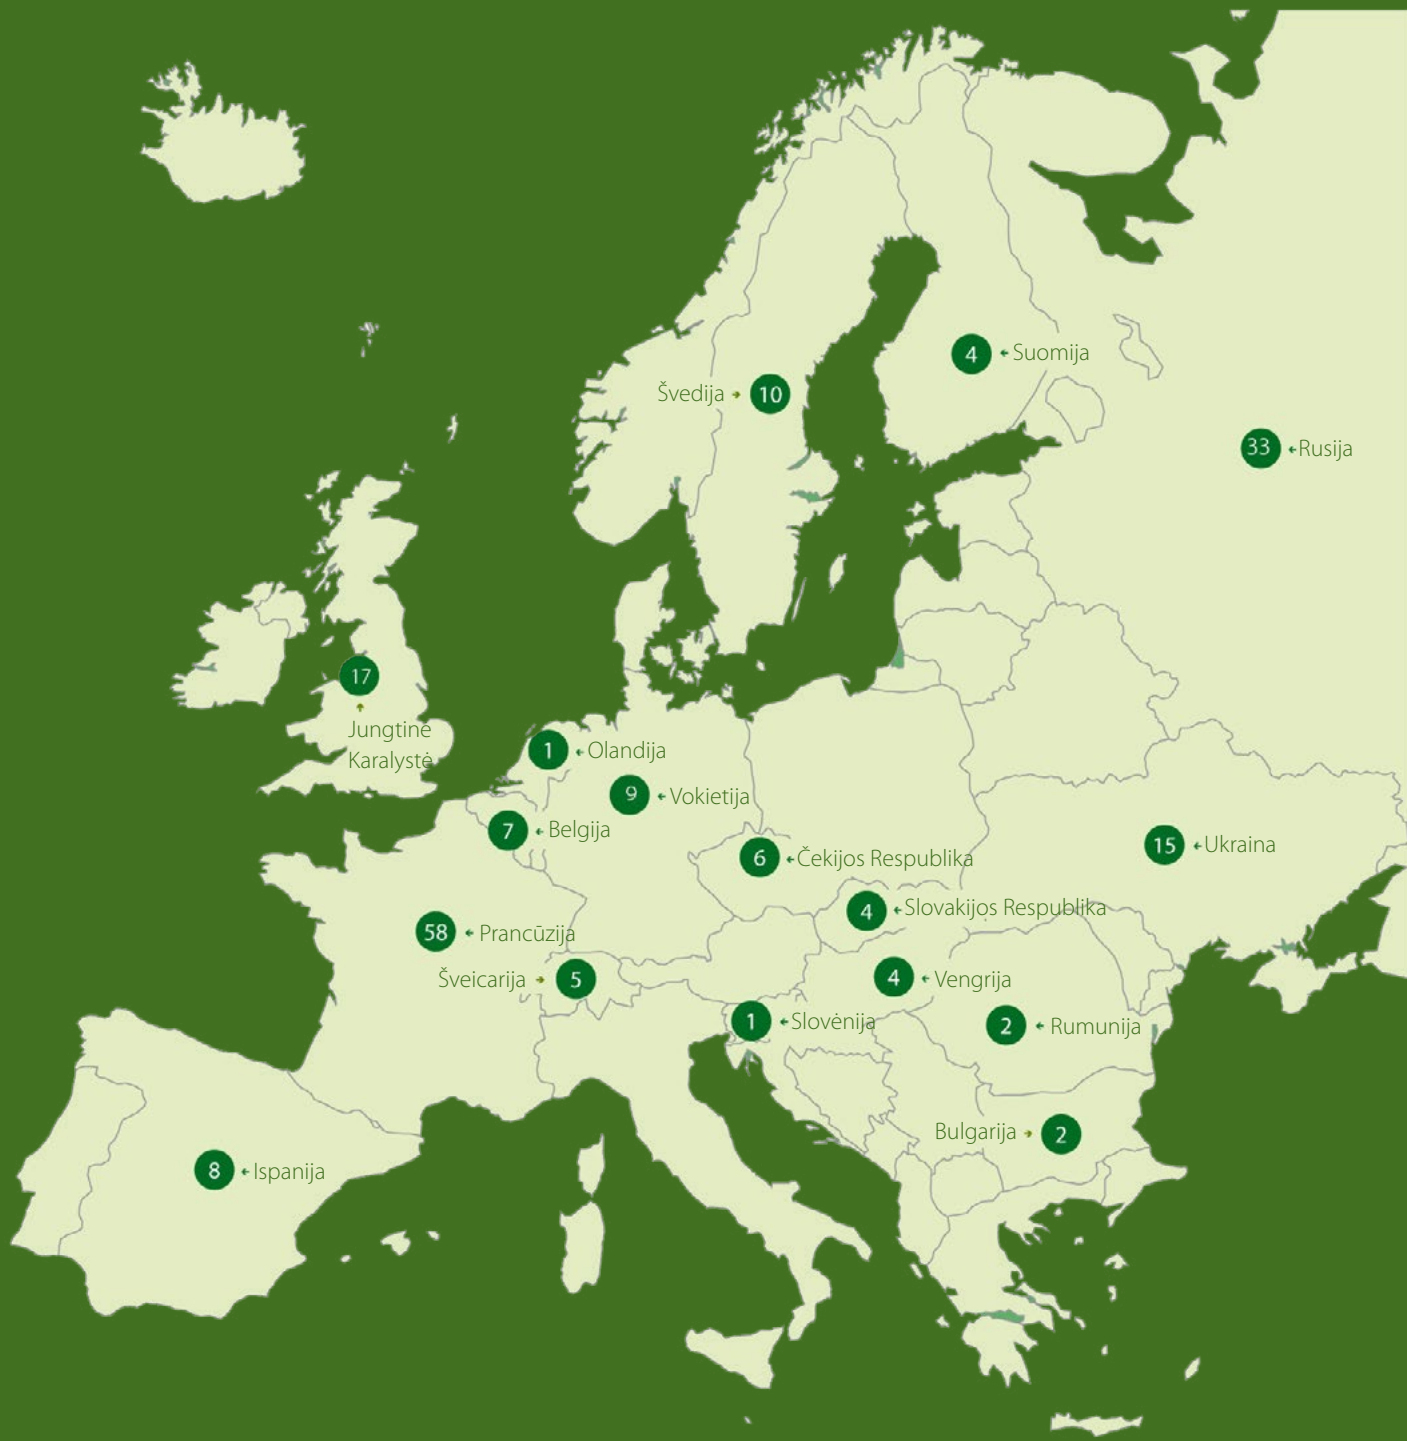 4 Suomija
Švedija 10
33 Rusija
17
Jungtinė
Karalystė
1 Olandija
9 Vokietija
7 Belgija
15 Ukraina
6 Čekijos Respublika
4 Slovakijos Respublika
58 Prancūzija
Šveicarija 5
4 Vengrija
1 Slovėnija
2 Rumunija
Bulgarija 2
8 Ispanija